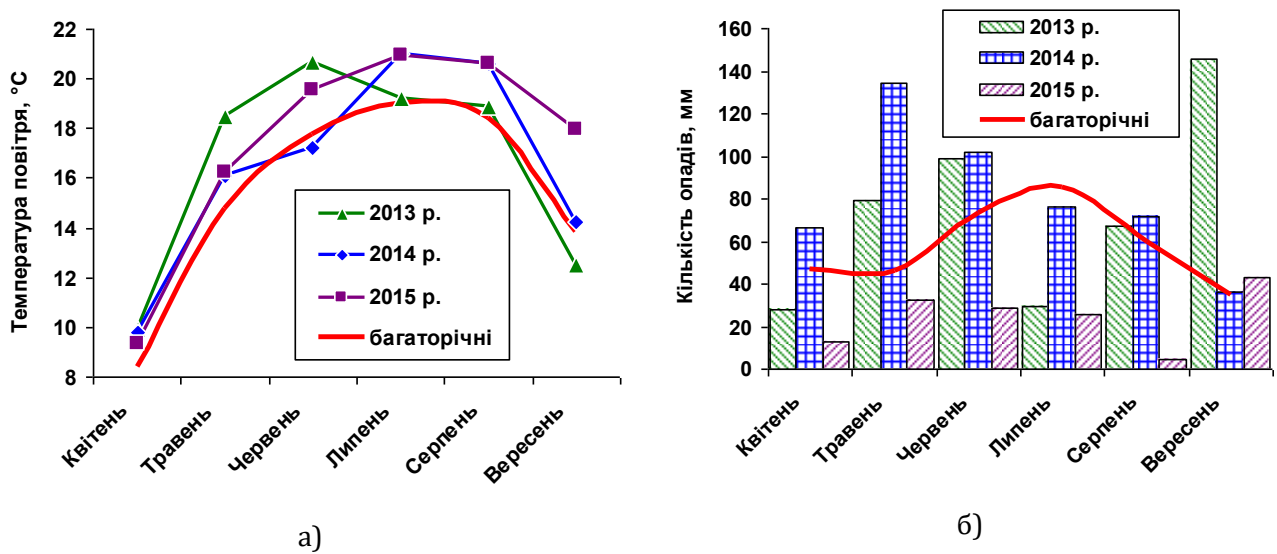 Температура повітря, °С
22
20
18
16
14
12
10
8
2013 р.
2014 р.
2015 р.
багаторічні
Квітень
Травень
Червень
Липень
Серпень
Вересень
а)
Кількість опадів, мм
160
140
120
100
80
60
40
20
0
2013 р.
2014 р.
2015 р.
багаторічні
Квітень
Травень
Червень
Липень
Серпень
Вересень
б)